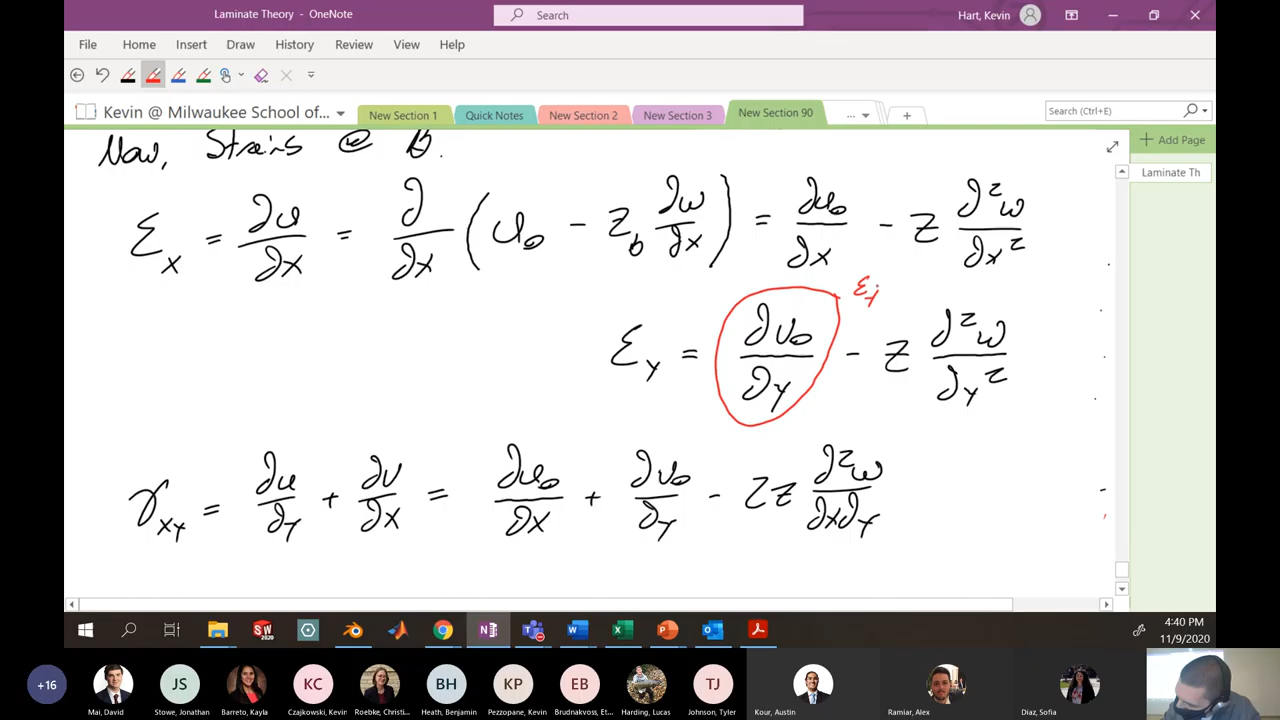 Laminate Theory - OneNote
Search
Hart, Kevin
File Home Insert Draw History Review View Help
Kevin @ Milwaukee School of...
New Section 1 Quick Notes New Section 2 New Section 3 New Section 90 ... +
Search (Ctrl+E)
+ Add Page
Laminate Th
Now, Strains @ B.
εx = ∂u/∂x = ∂/∂x (u₀ - z_b ∂w/∂x) = ∂u₀/∂x - z ∂²w/∂x²
εy = ∂v₀/∂y - z ∂²w/∂y²
γxy = ∂u/∂y + ∂v/∂x = ∂u₀/∂x + ∂v₀/∂y - 2z ∂²w/∂x∂y
4:40 PM
11/9/2020
+16 JS KC BH KP EB TJ
Mai, David Stowe, Jonathan Barreto, Kayla Czajkowski, Kevin Roebke, Christi... Heath, Benjamin Pezzopane, Kevin Brudnakvoss, Et... Harding, Lucas Johnson, Tyler Kour, Austin Ramiar, Alex Diaz, Sofia